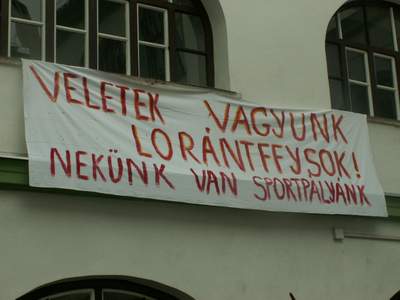 VELETEK VAGYUNK
LORÁNTFFYSOK!
NEKÜNK VAN SPORTPÁLYÁNK